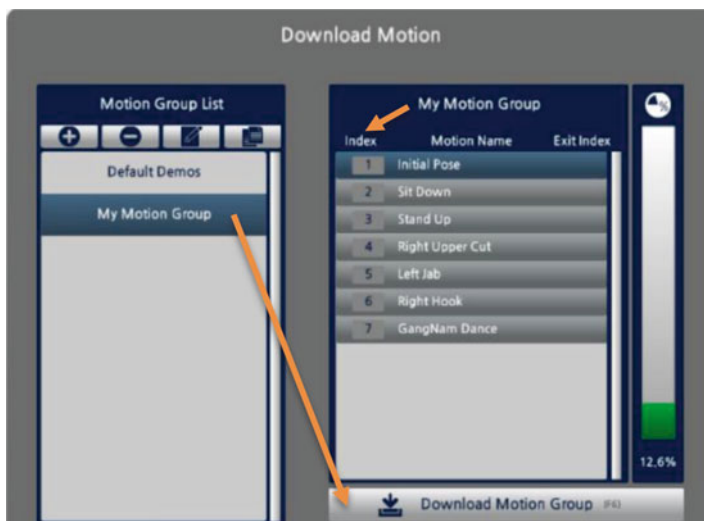 Download Motion
Motion Group List
Default Demos
My Motion Group
My Motion Group
Index Motion Name Exit Index
1 Initial Pose
2 Sit Down
3 Stand Up
4 Right Upper Cut
5 Left Jab
6 Right Hook
7 GangNam Dance
%
12.6%
Download Motion Group (F6)